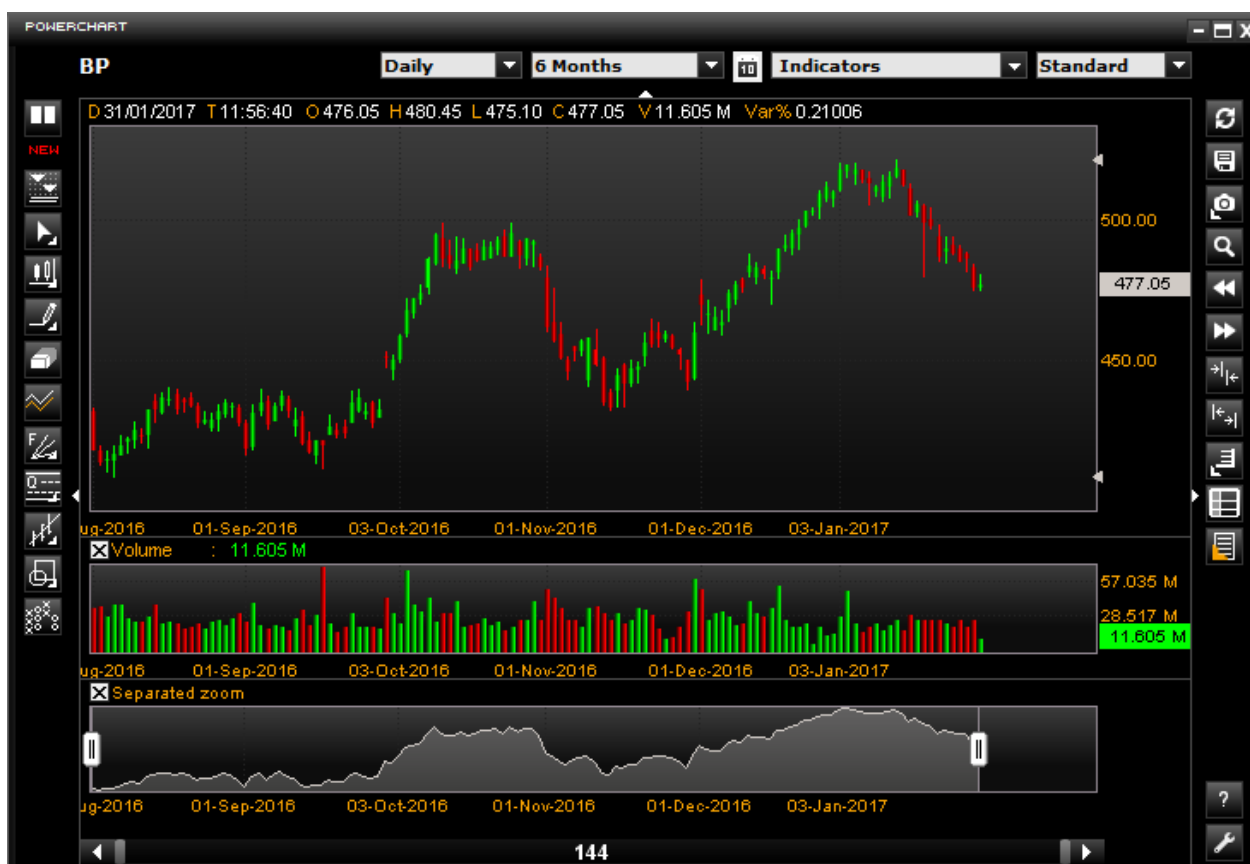 POWERCHART
BP Daily 6 Months 10 Indicators Standard
D 31/01/2017 T 11:56:40 O 476.05 H 480.45 L 475.10 C 477.05 V 11.605 M Var% 0.21006
NEW
500.00
477.05
450.00
ug-2016 01-Sep-2016 03-Oct-2016 01-Nov-2016 01-Dec-2016 03-Jan-2017
Volume : 11.605 M
57.035 M
28.517 M
11.605 M
ug-2016 01-Sep-2016 03-Oct-2016 01-Nov-2016 01-Dec-2016 03-Jan-2017
Separated zoom
ug-2016 01-Sep-2016 03-Oct-2016 01-Nov-2016 01-Dec-2016 03-Jan-2017
?
144